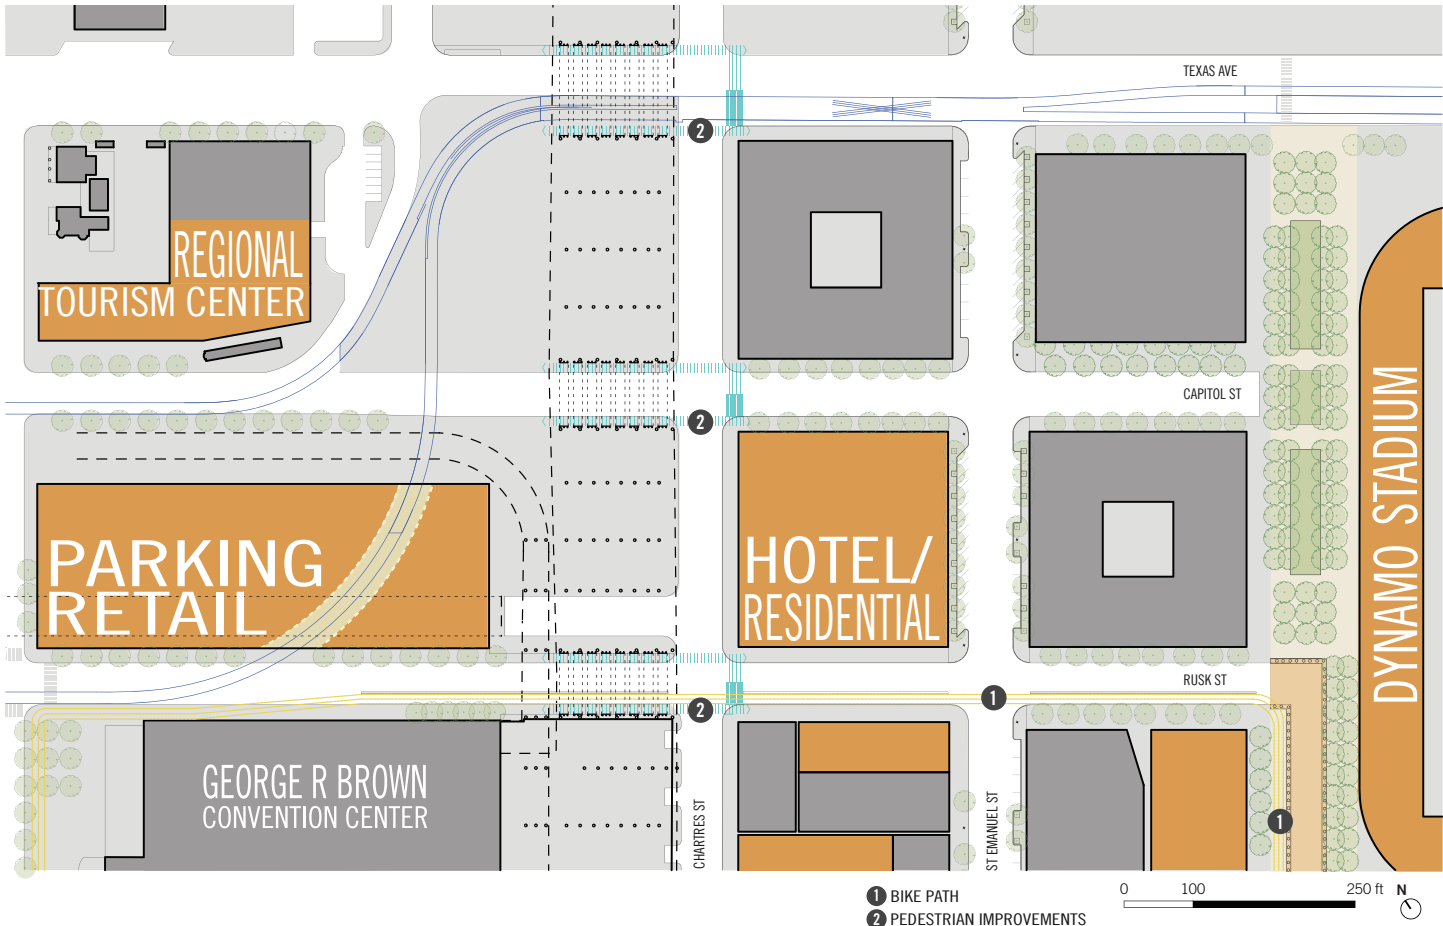 TEXAS AVE
2
REGIONAL
TOURISM CENTER
CAPITOL ST
2
DYNAMO STADIUM
PARKING
RETAIL
HOTEL/
RESIDENTIAL
RUSK ST
1
2
GEORGE R BROWN
CONVENTION CENTER
CHARTRES ST
ST EMANUEL ST
1
1 BIKE PATH
2 PEDESTRIAN IMPROVEMENTS
0 100 250 ft N